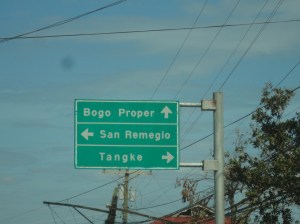 Bogo Proper ↑
← San Remegio
Tangke →